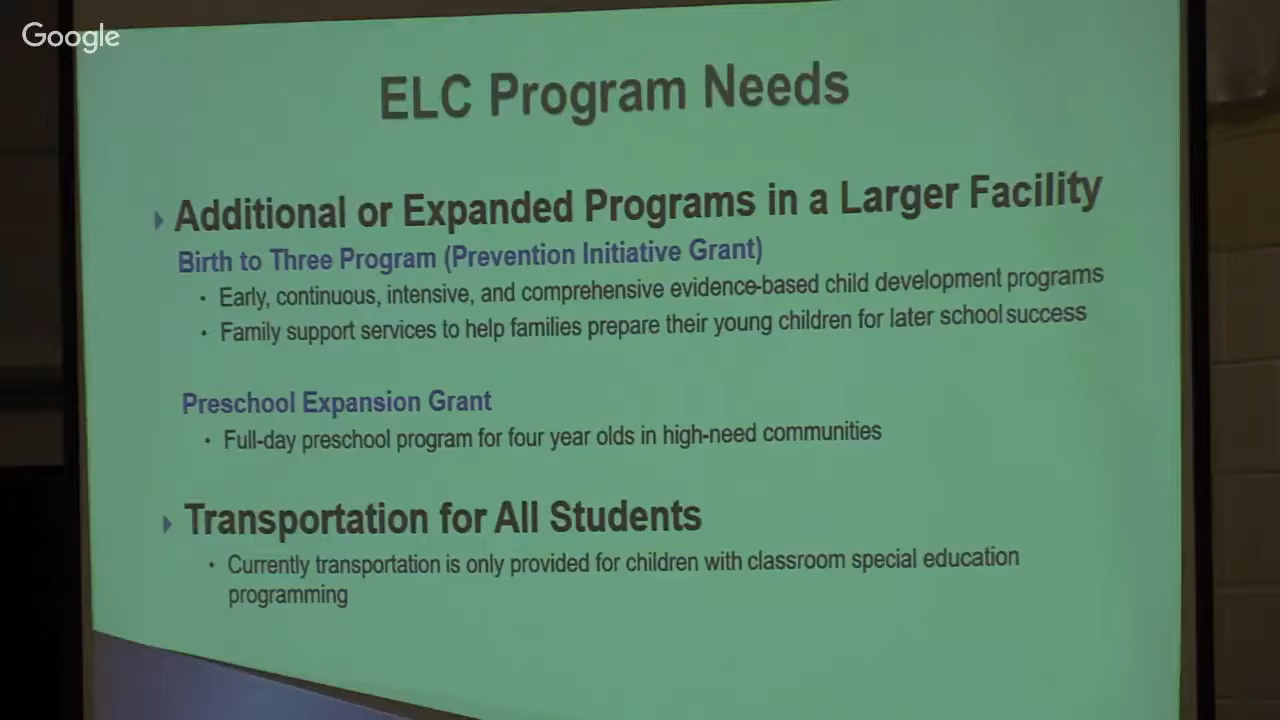 Google
ELC Program Needs
Additional or Expanded Programs in a Larger Facility
Birth to Three Program (Prevention Initiative Grant)
• Early, continuous, intensive, and comprehensive evidence-based child development programs
• Family support services to help families prepare their young children for later school success
Preschool Expansion Grant
• Full-day preschool program for four year olds in high-need communities
Transportation for All Students
• Currently transportation is only provided for children with classroom special education
programming